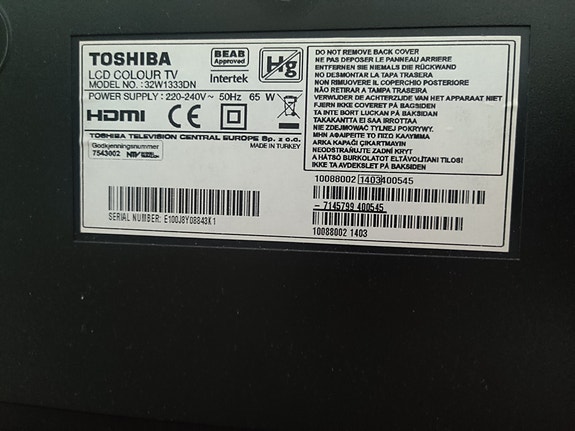 TOSHIBA
LCD COLOUR TV
MODEL NO. : 32W1333DN
BEAB
Approved
Intertek
Hg
POWER SUPPLY : 220-240V ~ 50Hz 65 W
HDMI CE
TOSHIBA TELEVISION CENTRAL EUROPE Sp. z o.o.
Godkjenningsnummer
7543002
MADE IN TURKEY
SERIAL NUMBER: E100J8Y08843K1
DO NOT REMOVE BACK COVER
NE PAS DEPOSER LE PANNEAU ARRIERE
ENTFERNEN SIE NIEMALS DIE RÜCKWAND
NO DESMONTAR LA TAPA TRASERA
NON RIMUOVERE IL COPERCHIO POSTERIORE
NÃO RETIRAR A TAMPA TRASEIRA
VERWIJDER DE ACHTERZIJDE VAN HET APPARAAT NIET
FJERN IKKE COVERET PÅ BAGSIDEN
TA INTE BORT LUCKAN PÅ BAKSIDAN
TAKAKANTTA EI SAA IRROTTAA
NIE ZDEJMOWAĆ TYLNEJ POKRYWY.
ARKA KAPAĞI ÇIKARTMAYIN
ΜΗΝ ΑΦΑΙΡΕΙΤΕ ΤΟ ΠΙΣΩ ΚΑΛΥΜΜΑ
NEODSTRAŇUJTE ZADNÍ KRYT
A HÁTSÓ BURKOLATOT ELTÁVOLÍTANI TILOS!
IKKE TA AVDEKSLET PÅ BAKSIDEN
10088002 1403 400545
- 7145799 400545
10088002 1403